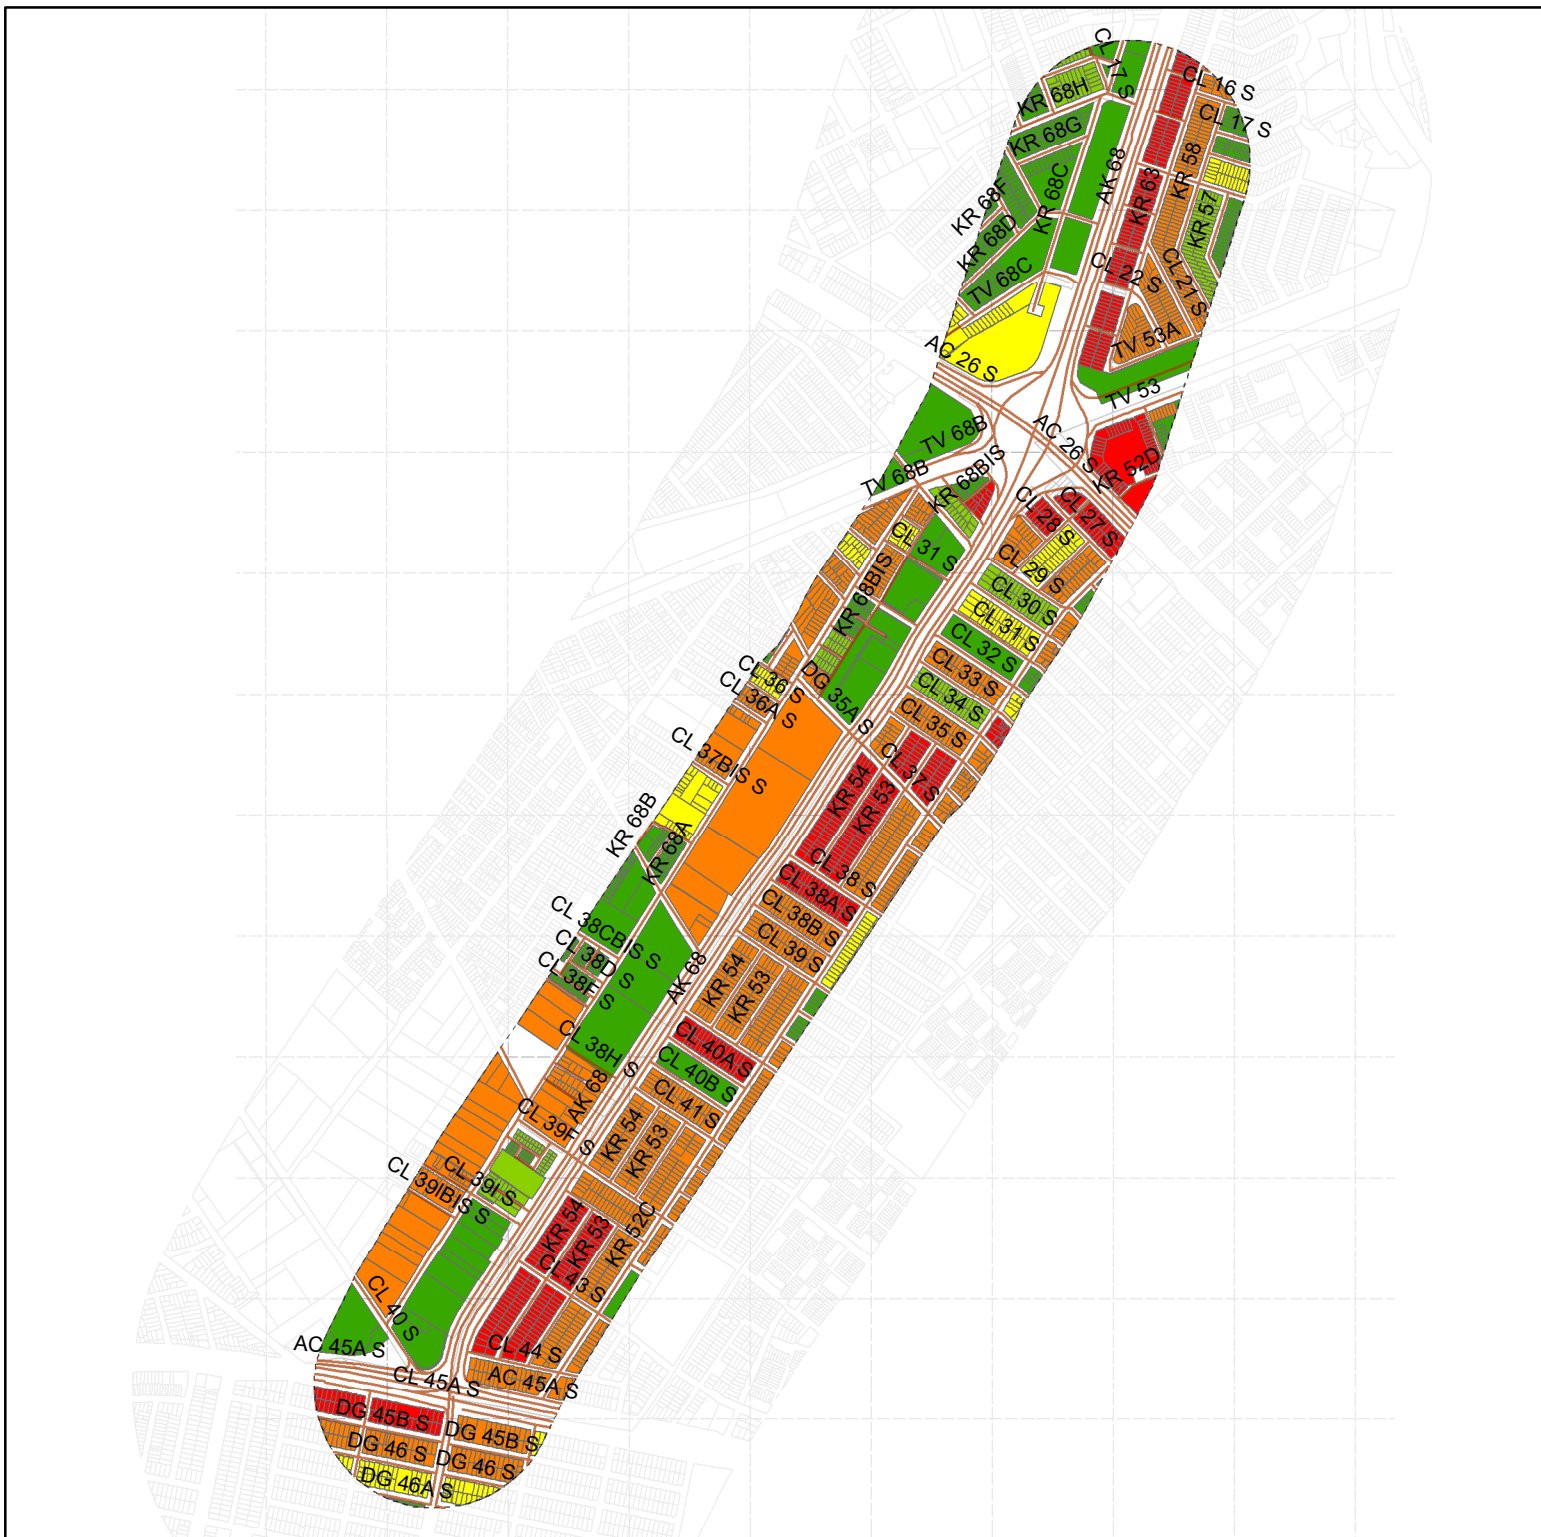 CL 17 S
CL 16 S
KR 68H
CL 17 S
KR 68G
KR 58
AK 68
KR 68C
KR 63
KR 68F
KR 57
KR 68D
TV 68C
CL 22 S
CL 21 S
TV 53A
AC 26 S
TV 53
TV 68B
AC 26 S
KR 52D
TV 68B
KR 68BIS
CL 28 S
CL 27 S
CL 31 S
CL 29 S
KR 68BIS
CL 30 S
CL 31 S
CL 32 S
CL 33 S
CL 36 S
DG 35A S
CL 34 S
CL 36A S
CL 35 S
CL 37BIS S
CL 37 S
KR 54
KR 53
KR 68B
KR 68A
CL 38 S
CL 38A S
CL 38B S
CL 38CBIS S
CL 39 S
CL 38D S
CL 38F S
AK 68
KR 54
KR 53
CL 40A S
CL 38H S
CL 40B S
AK 68
CL 41 S
CL 39F S
KR 54
KR 53
CL 39I S
CL 39IBIS S
KR 54
KR 53
KR 52C
CL 43 S
CL 40 S
AC 45A S
CL 44 S
CL 45A S
AC 45A S
DG 45B S
DG 45B S
DG 46 S
DG 46 S
DG 46A S